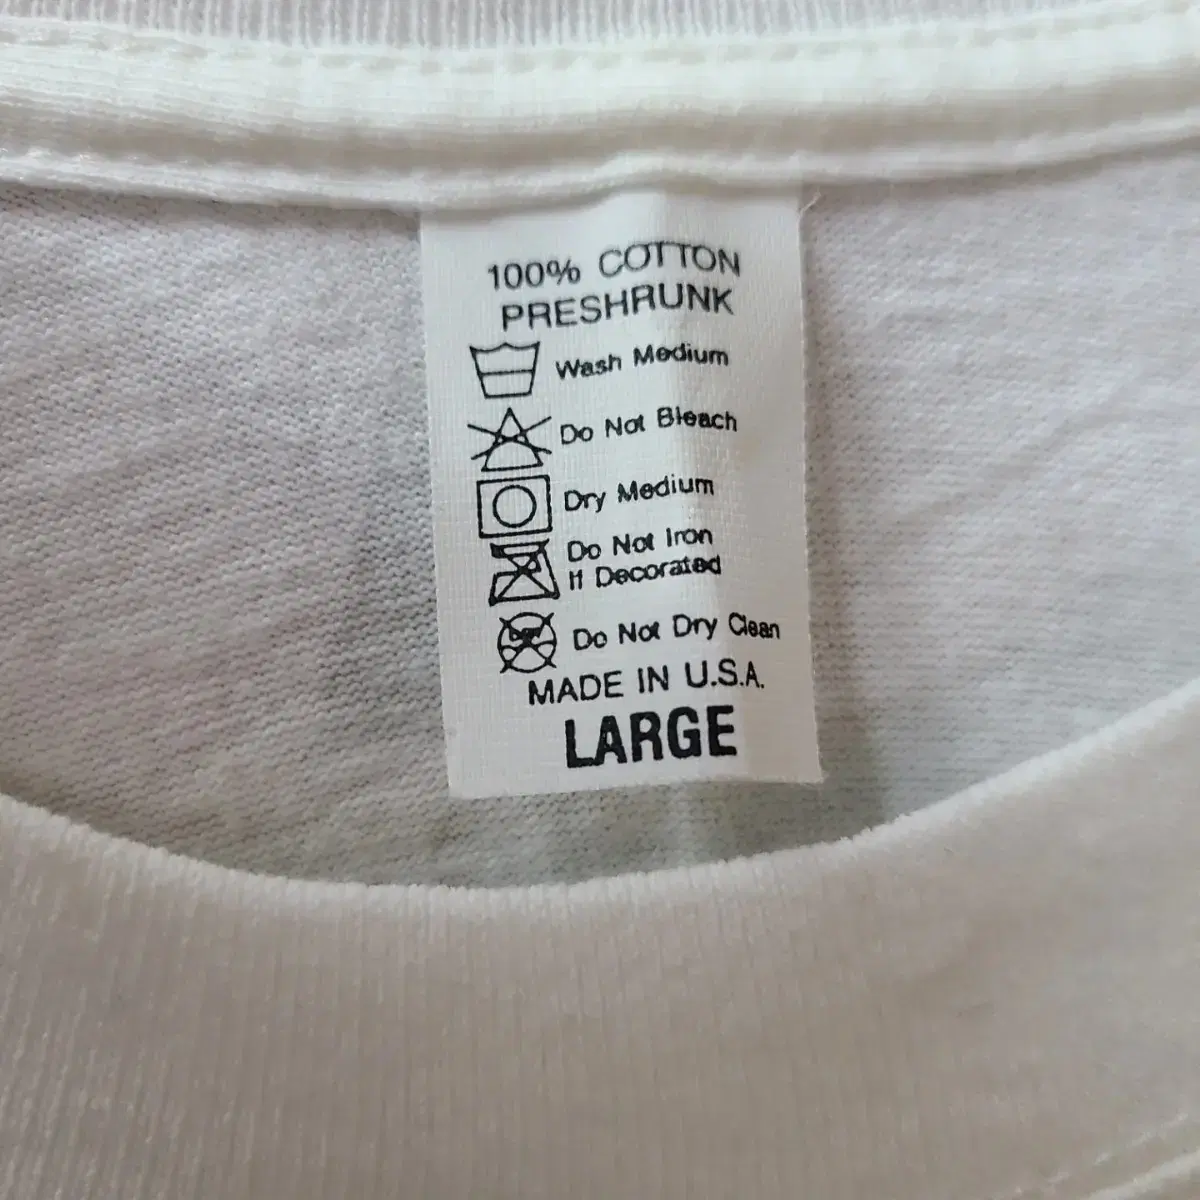 100% COTTON
PRESHRUNK
Wash Medium
Do Not Bleach
Dry Medium
Do Not Iron
If Decorated
Do Not Dry Clean
MADE IN U.S.A.
LARGE